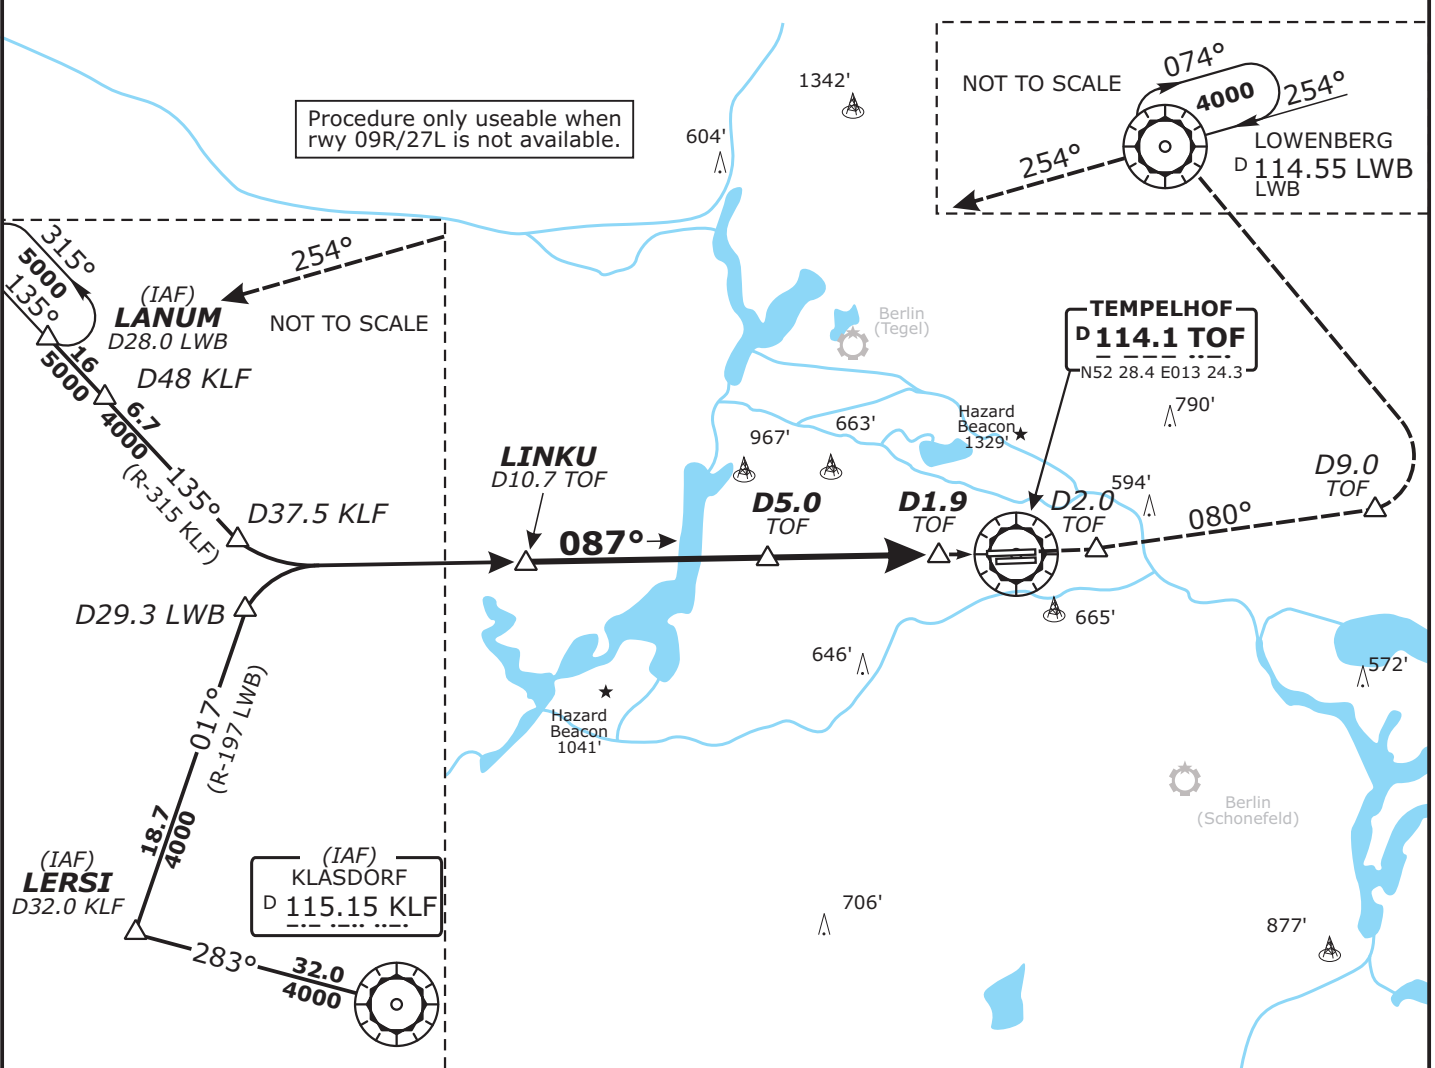 Procedure only useable when
rwy 09R/27L is not available.
1342'
604'
NOT TO SCALE
074°
4000
254°
LOWENBERG
D 114.55 LWB
LWB
254°
315°
5000
135°
(IAF)
LANUM
D28.0 LWB
254°
NOT TO SCALE
16
5000
D48 KLF
6.7
4000
135°
(R-315 KLF)
D37.5 KLF
Berlin
(Tegel)
TEMPELHOF
D 114.1 TOF
N52 28.4 E013 24.3
790'
Hazard
Beacon
1329'
663'
967'
LINKU
D10.7 TOF
087°
D5.0
TOF
D1.9
TOF
D2.0
TOF
594'
080°
D9.0
TOF
D29.3 LWB
665'
646'
572'
017°
(R-197 LWB)
Hazard
Beacon
1041'
18.7
4000
Berlin
(Schonefeld)
(IAF)
LERSI
D32.0 KLF
(IAF)
KLASDORF
D 115.15 KLF
283°
32.0
4000
706'
877'